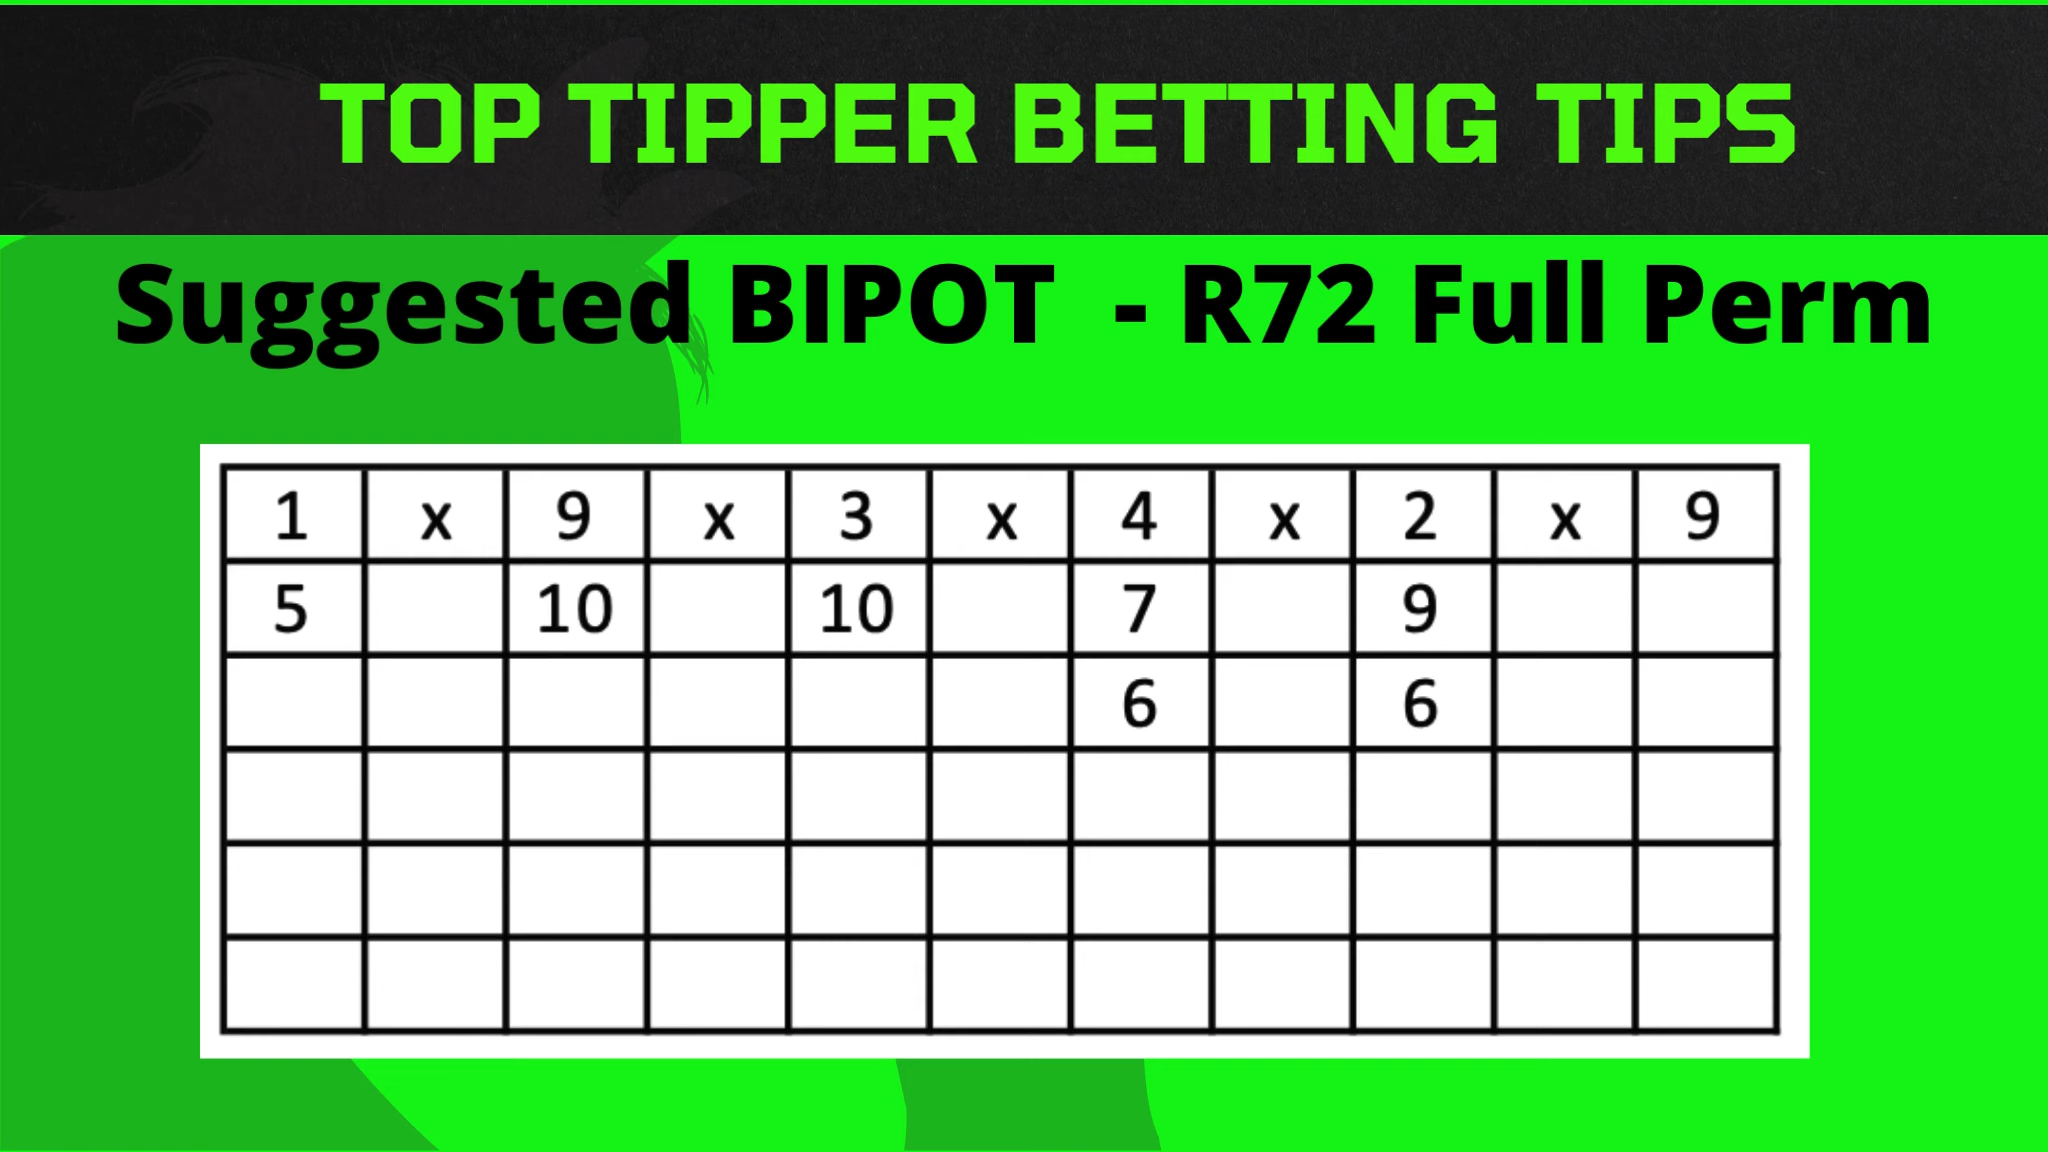 TOP TIPPER BETTING TIPS
Suggested BIPOT - R72 Full Perm
1 x 9 x 3 x 4 x 2 x 9
5 10 10 7 9
6 6